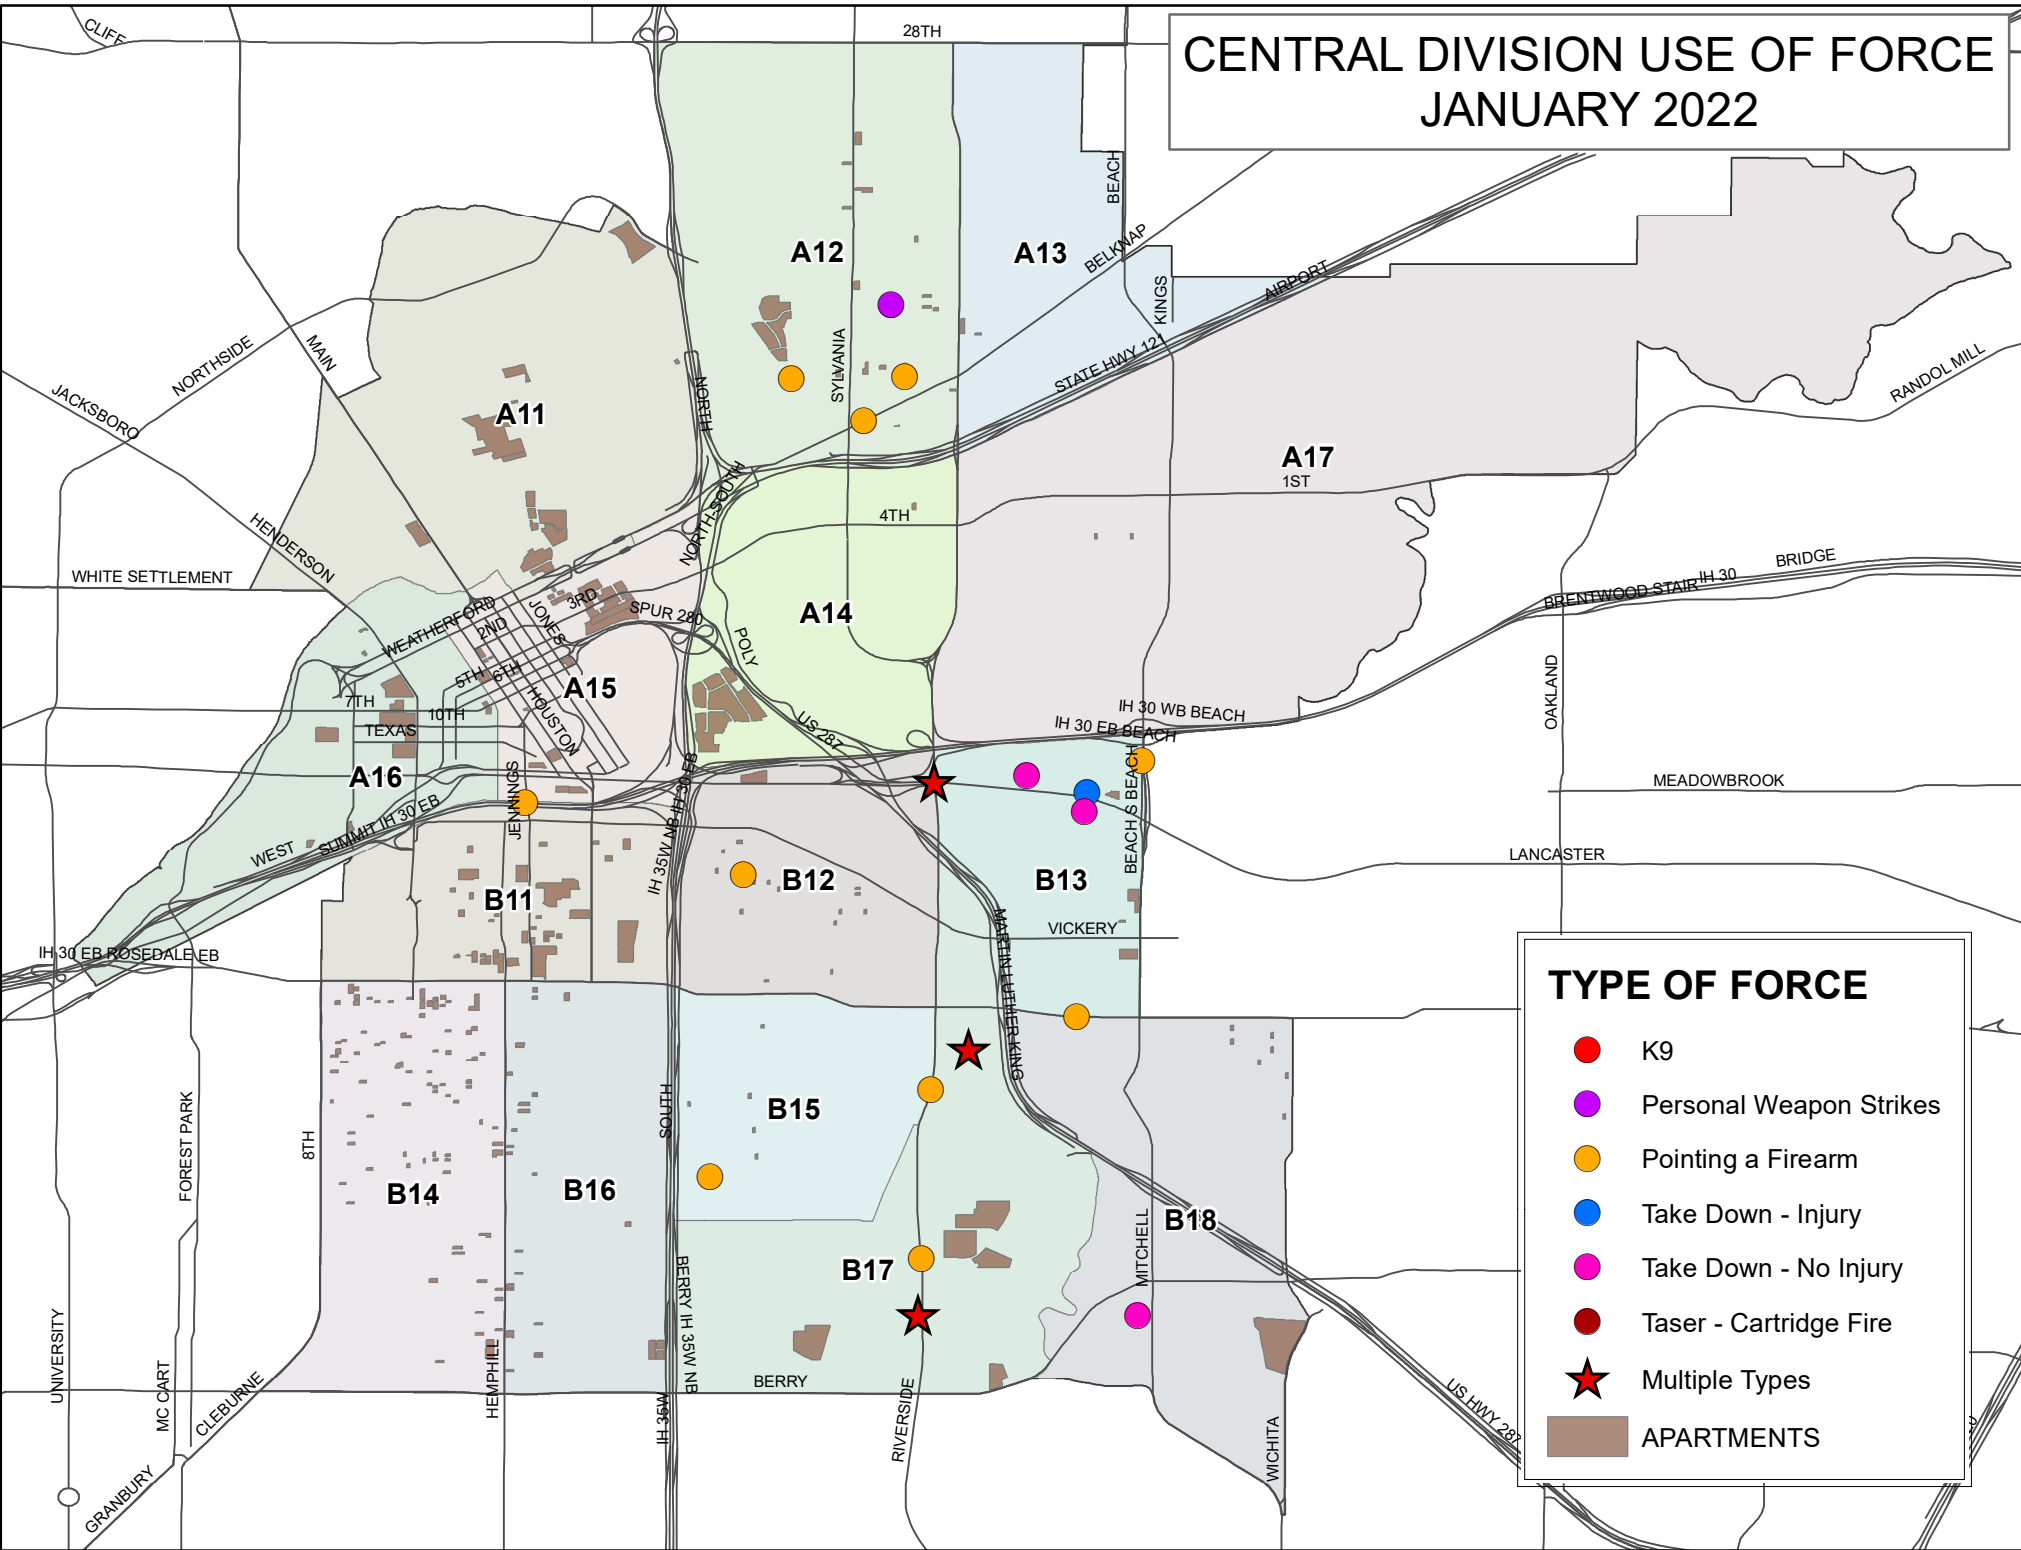 CLIFF
28TH
CENTRAL DIVISION USE OF FORCE
JANUARY 2022
BEACH
A12
A13
BELKNAP
AIRPORT
KINGS
NORTHSIDE
MAIN
SYLVANIA
STATE HWY 121
RANDOL MILL
JACKSBORO
NORTH
A11
A17
1ST
NORTH-SOUTH
4TH
HENDERSON
WHITE SETTLEMENT
BRIDGE
IH 30
BRENTWOOD STAIR
WEATHERFORD
2ND
JONES
3RD
SPUR 280
A14
POLY
5TH
6TH
A15
7TH
10TH
HOUSTON
TEXAS
US 287
IH 30 WB BEACH
IH 30 EB BEACH
OAKLAND
A16
JENNINGS
MEADOWBROOK
SUMMIT IH 30 EB
WEST
IH 35W NB IH 30 EB
BEACH S BEACH
LANCASTER
B12
B13
B11
VICKERY
MARTIN LUTHER KING
IH 30 EB ROSEDALE EB
TYPE OF FORCE
K9
Personal Weapon Strikes
Pointing a Firearm
Take Down - Injury
Take Down - No Injury
Taser - Cartridge Fire
Multiple Types
APARTMENTS
FOREST PARK
8TH
SOUTH
B15
B14
B16
B18
MITCHELL
B17
UNIVERSITY
MC CART
CLEBURNE
HEMPHILL
BERRY IH 35W NB
BERRY
IH 35W
RIVERSIDE
WICHITA
US HWY 287
GRANBURY